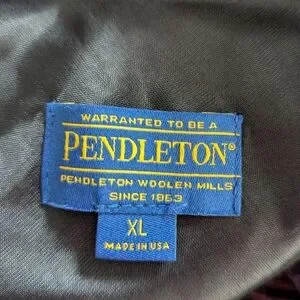 WARRANTED TO BE A
PENDLETON®
PENDLETON WOOLEN MILLS
SINCE 1863
XL
MADE IN USA